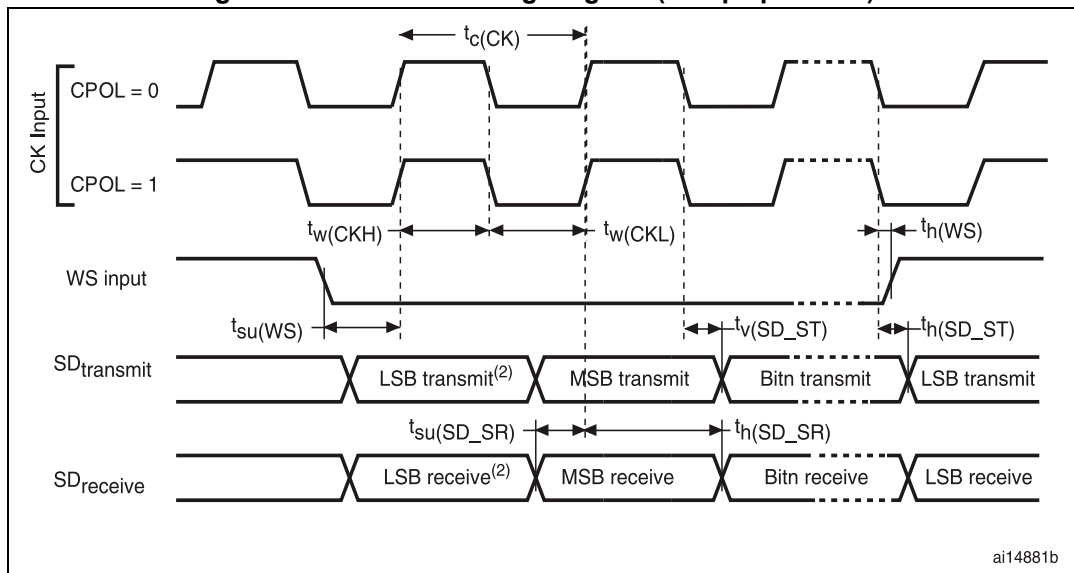 tc(CK)
CK Input
CPOL = 0
CPOL = 1
tw(CKH)
tw(CKL)
th(WS)
WS input
tsu(WS)
tv(SD_ST)
th(SD_ST)
SDtransmit
LSB transmit(2)
MSB transmit
Bitn transmit
LSB transmit
tsu(SD_SR)
th(SD_SR)
SDreceive
LSB receive(2)
MSB receive
Bitn receive
LSB receive
ai14881b